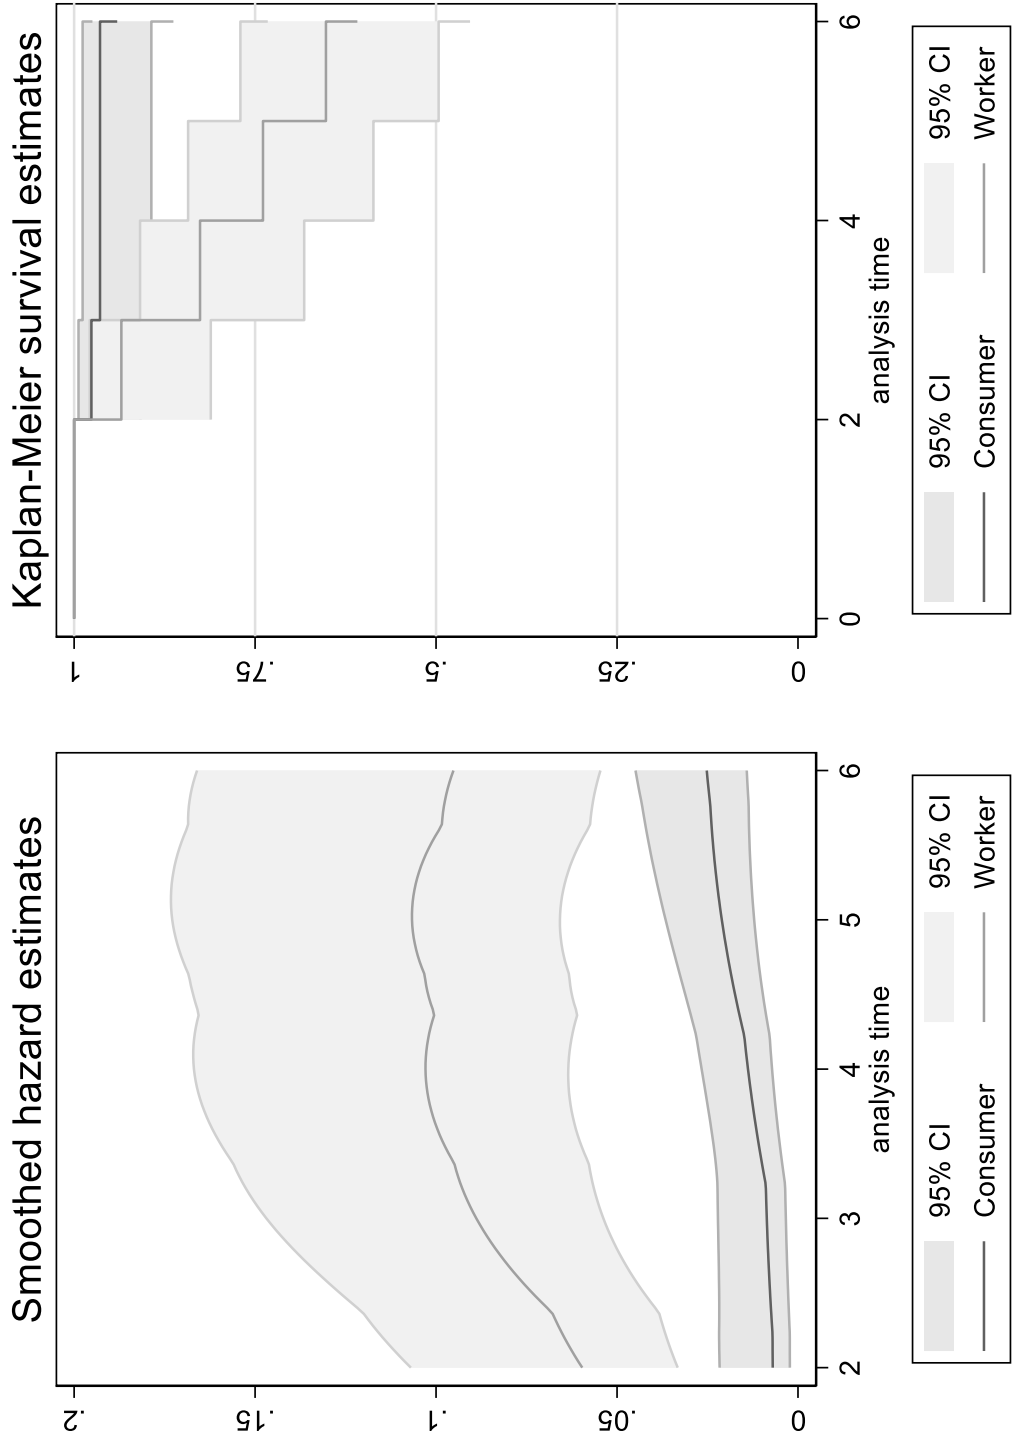 Smoothed hazard estimates
.2
.15
.1
.05
0
2
3
4
5
6
analysis time
95% CI
95% CI
Consumer
Worker
Kaplan-Meier survival estimates
1
.75
.5
.25
0
0
2
4
6
analysis time
95% CI
95% CI
Consumer
Worker